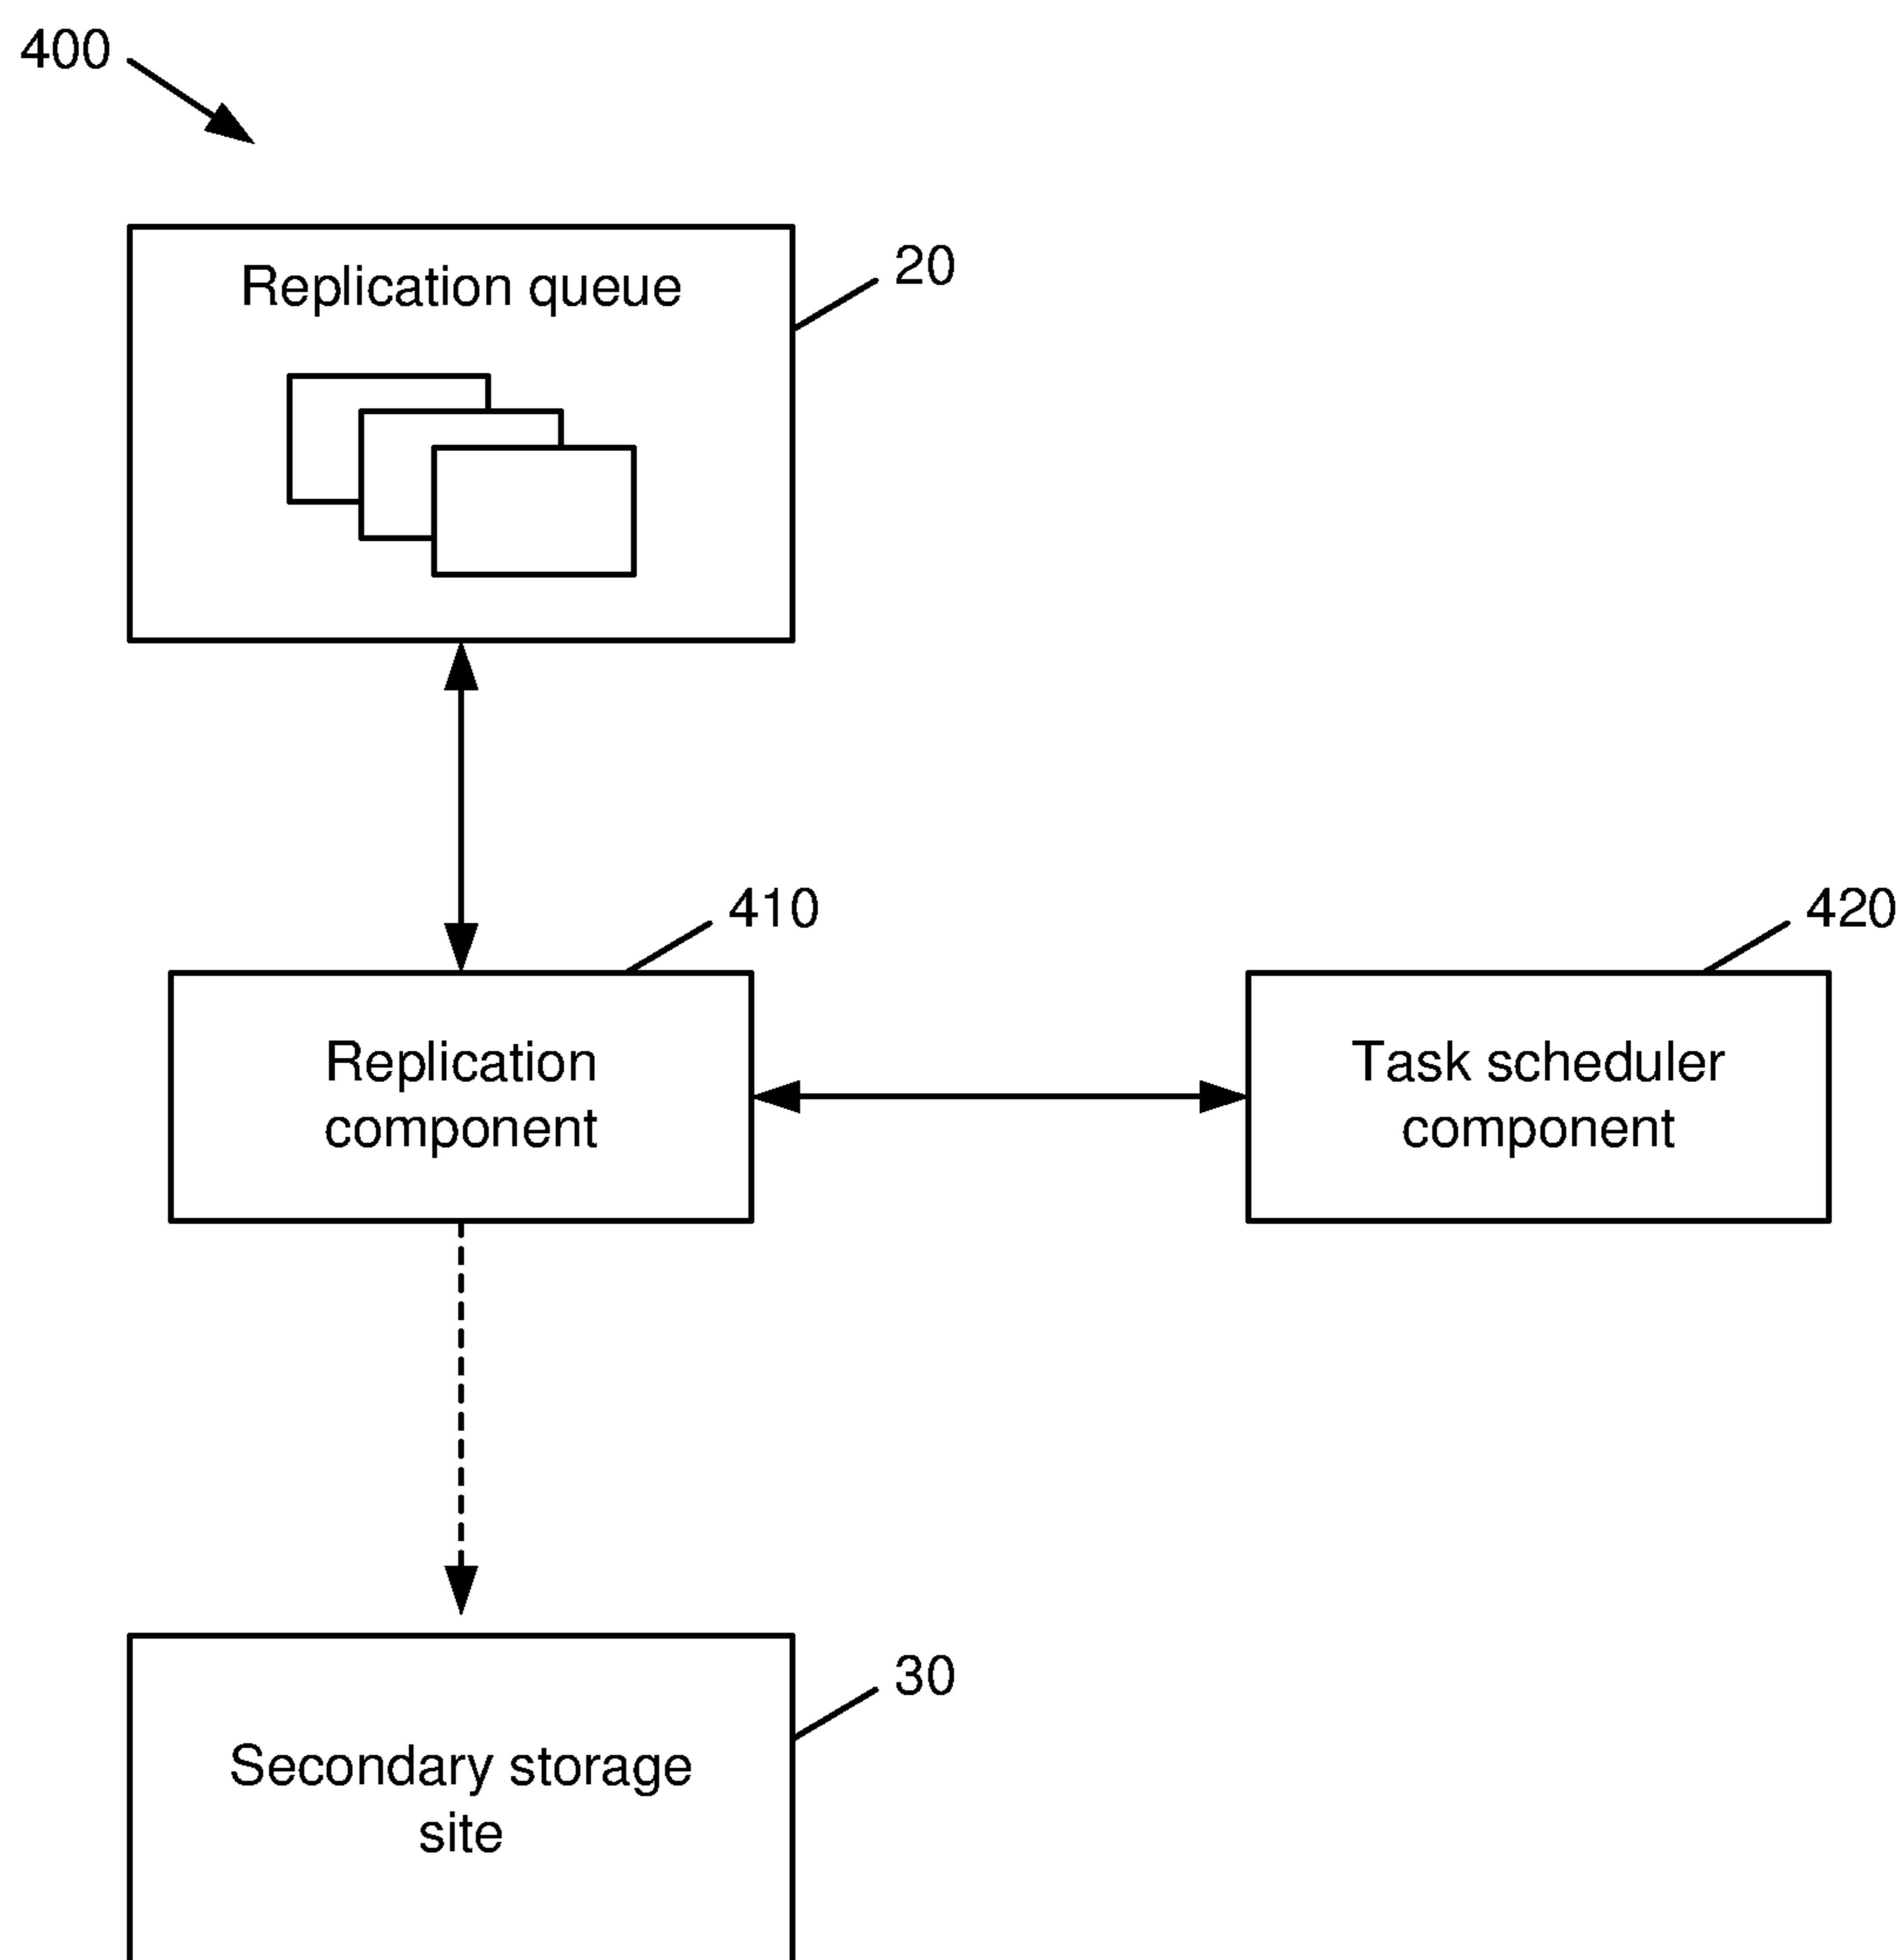 400
Replication queue
20
410
420
Replication
component
Task scheduler
component
30
Secondary storage
site